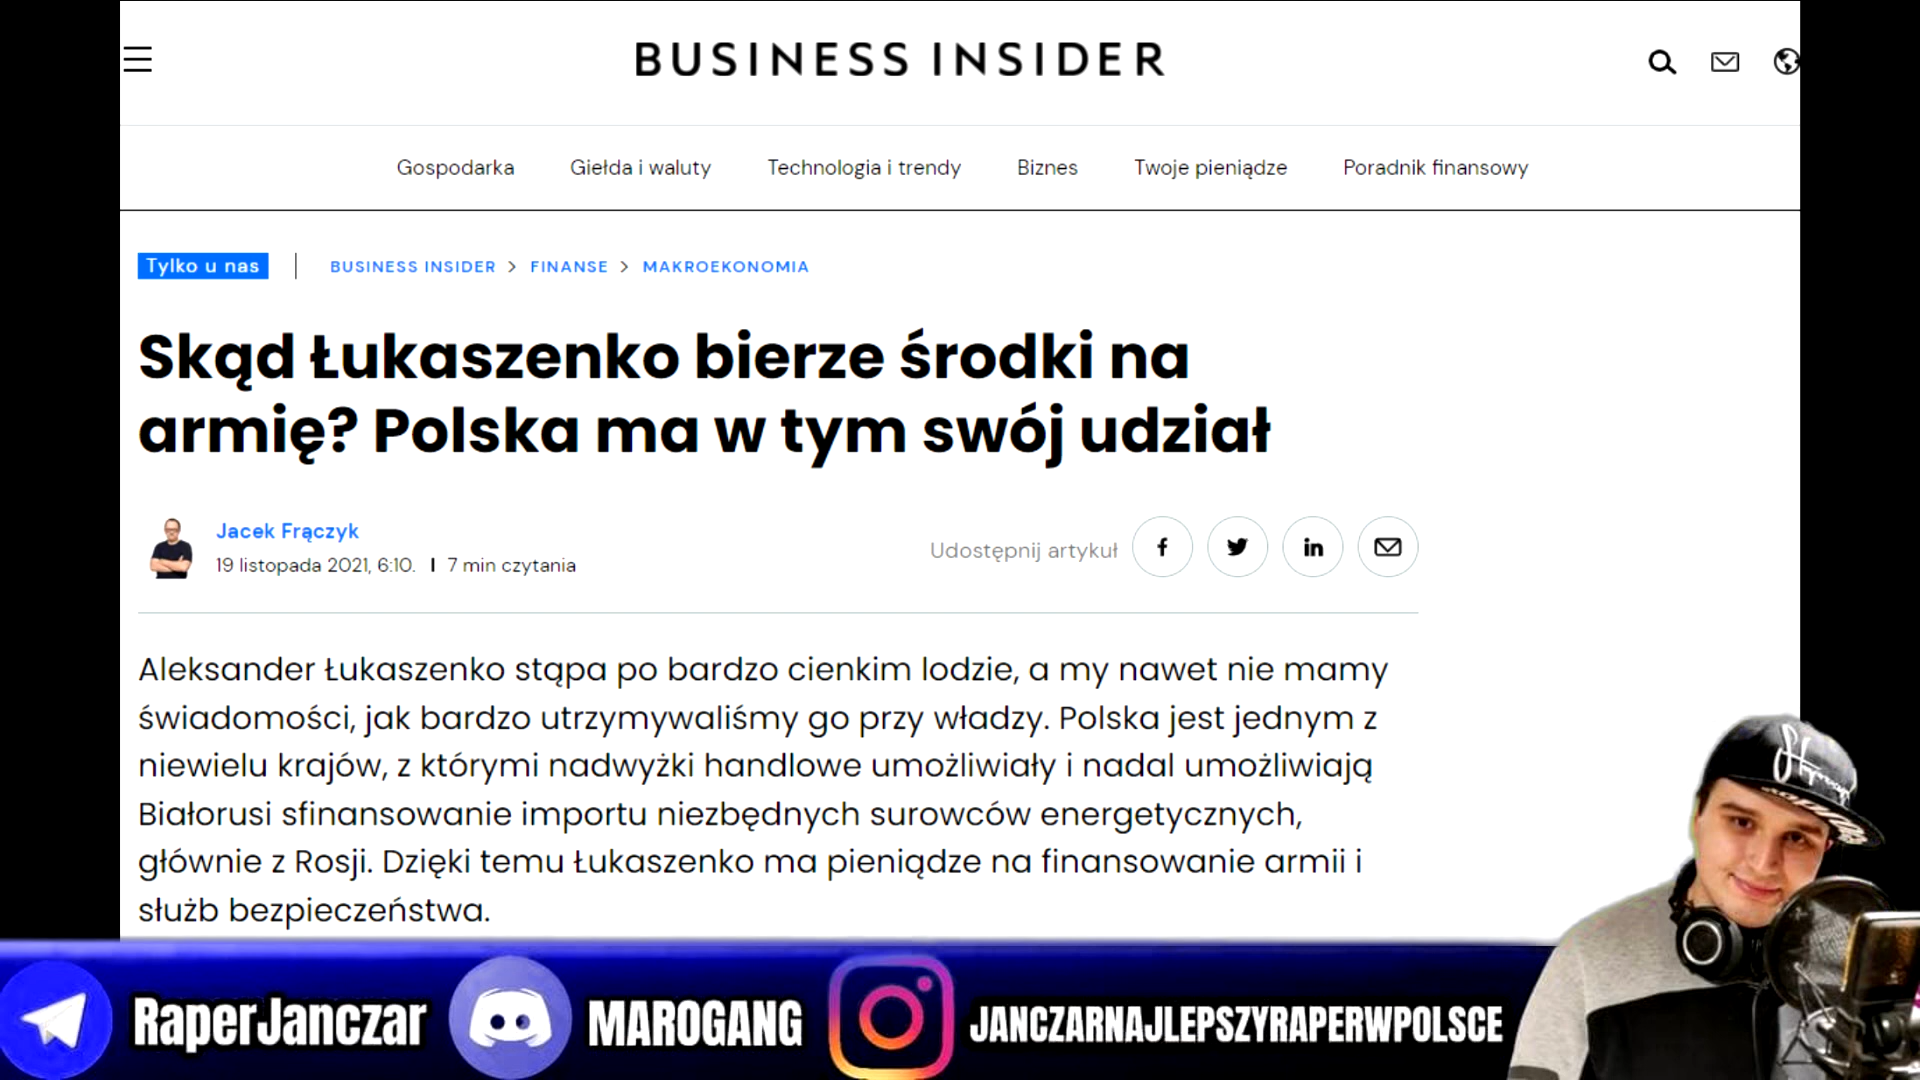 BUSINESS INSIDER
Gospodarka Giełda i waluty Technologia i trendy Biznes Twoje pieniądze Poradnik finansowy
Tylko u nas | BUSINESS INSIDER > FINANSE > MAKROEKONOMIA
Skąd Łukaszenko bierze środki na
armię? Polska ma w tym swój udział
Jacek Frączyk
19 listopada 2021, 6:10. I 7 min czytania
Udostępnij artykuł
Aleksander Łukaszenko stąpa po bardzo cienkim lodzie, a my nawet nie mamy
świadomości, jak bardzo utrzymywaliśmy go przy władzy. Polska jest jednym z
niewielu krajów, z którymi nadwyżki handlowe umożliwiały i nadal umożliwiają
Białorusi sfinansowanie importu niezbędnych surowców energetycznych,
głównie z Rosji. Dzięki temu Łukaszenko ma pieniądze na finansowanie armii i
służb bezpieczeństwa.
RaperJanczar MAROGANG JANCZARNAJLEPSZYRAPERWPOLSCE